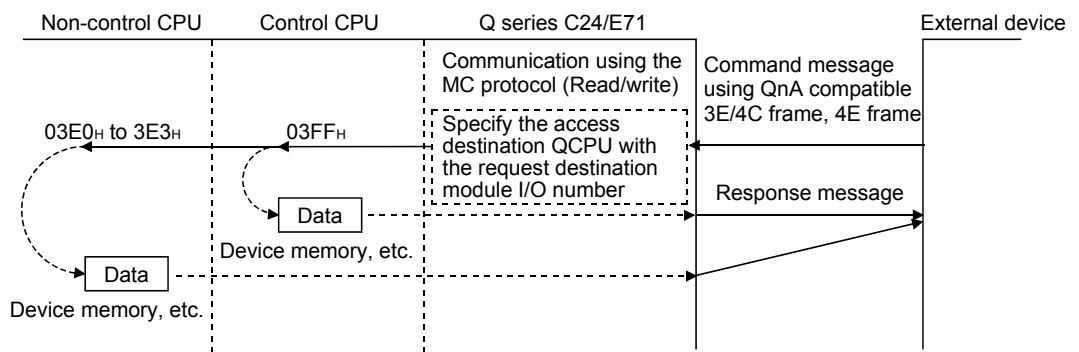 Non-control CPU
Control CPU
Q series C24/E71
External device
Communication using the
MC protocol (Read/write)
Command message
using QnA compatible
3E/4C frame, 4E frame
03E0H to 3E3H
03FFH
Specify the access
destination QCPU with
the request destination
module I/O number
Response message
Data
Device memory, etc.
Data
Device memory, etc.